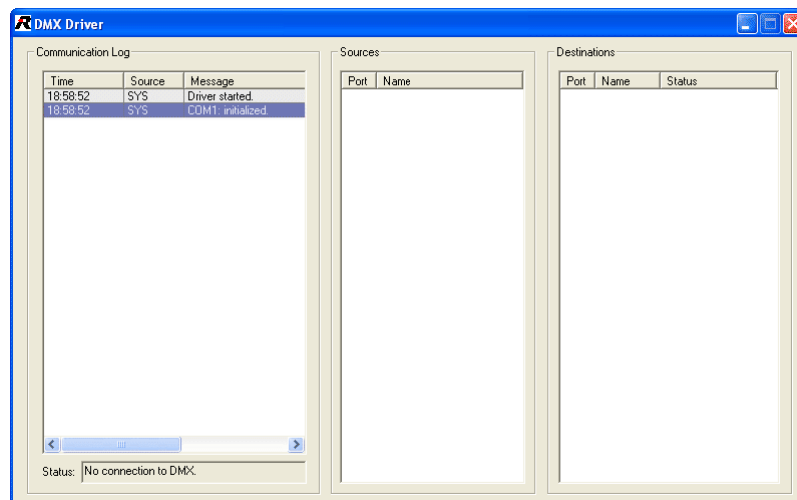 DMX Driver
Communication Log
Time Source Message
18:58:52 SYS Driver started.
18:58:52 SYS COM1: initialized.
Status: No connection to DMX.
Sources
Port Name
Destinations
Port Name Status